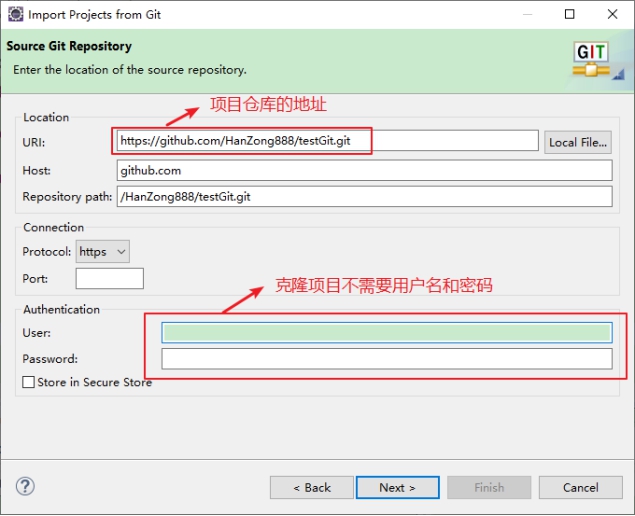 Import Projects from Git
Source Git Repository
Enter the location of the source repository.
GIT
项目仓库的地址
Location
URI: https://github.com/HanZong888/testGit.git Local File...
Host: github.com
Repository path: /HanZong888/testGit.git
Connection
Protocol: https
Port:
克隆项目不需要用户名和密码
Authentication
User:
Password:
Store in Secure Store
? < Back Next > Finish Cancel